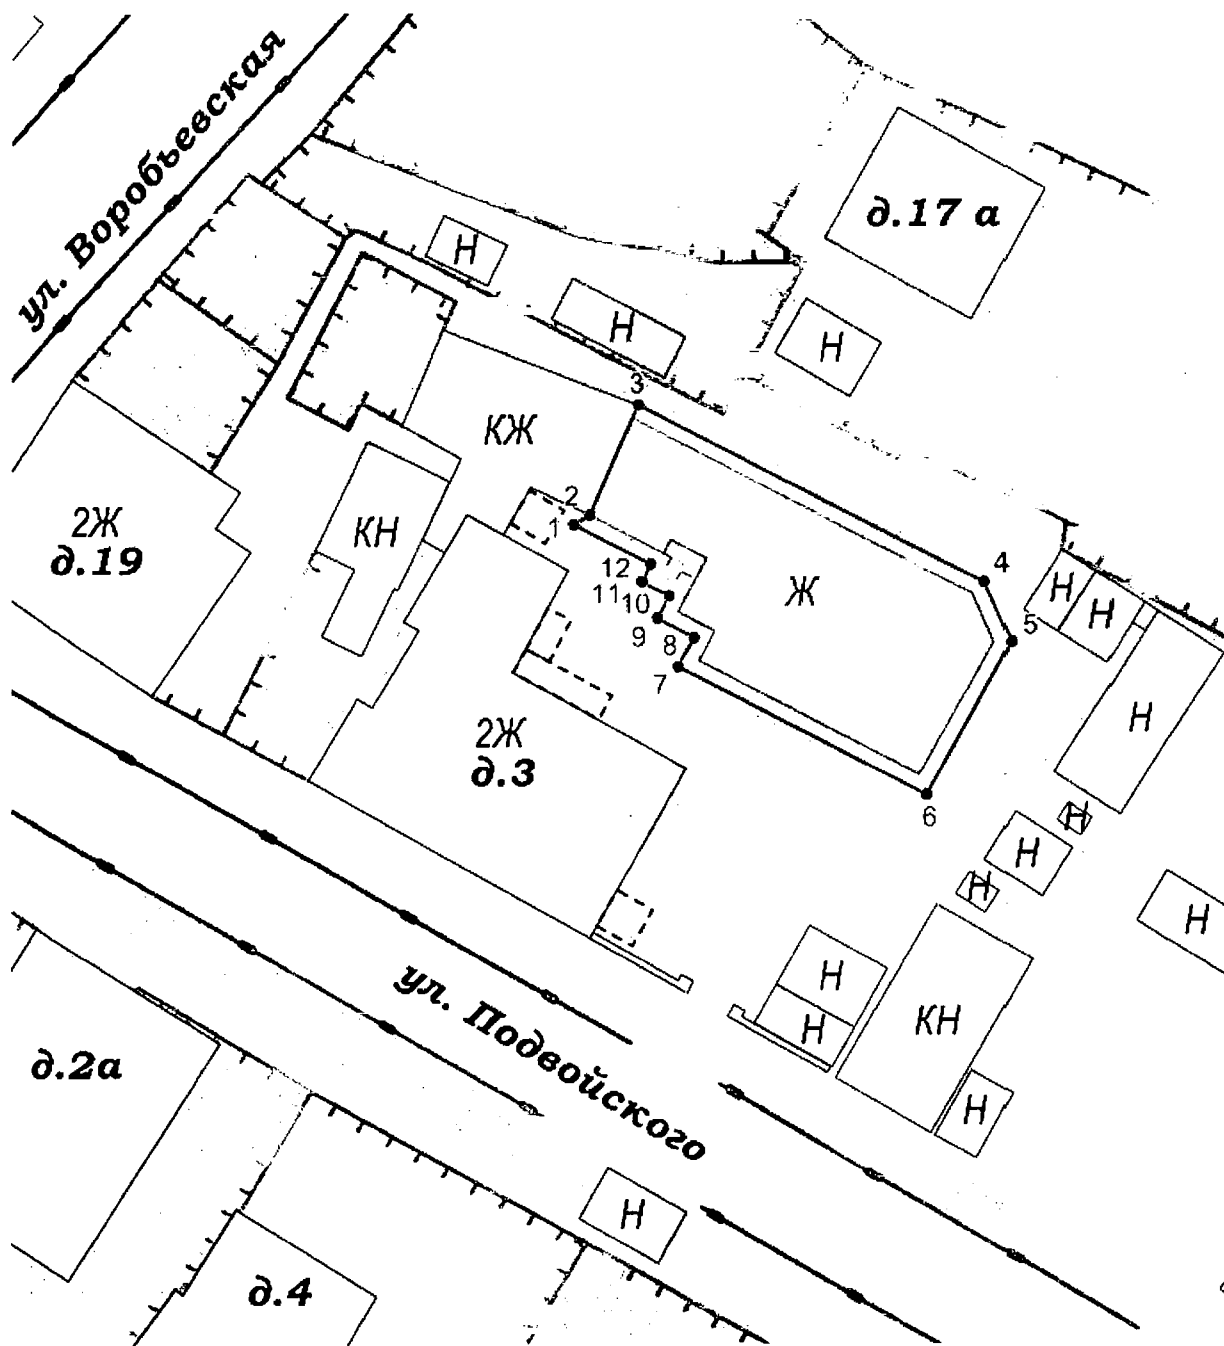 ул. Воробьевская
д.17 а
Н
Н
Н
3
КЖ
2
1
2Ж
д.19
КН
12
11
10
9
8
7
Ж
4
5
Н
Н
Н
2Ж
д.3
6
Н
Н
Н
Н
Н
Н
КН
Н
ул. Подвойского
д.2а
Н
д.4